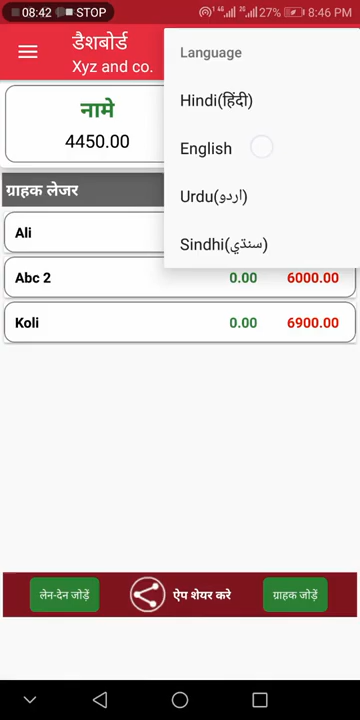 08:42 STOP 4G 2G 27% 8:46 PM
डैशबोर्ड
Xyz and co.
Language
Hindi(हिंदी)
English
Urdu(اردو)
Sindhi(سنڌي)
नामे
4450.00
ग्राहक लेजर
Ali
Abc 2 0.00 6000.00
Koli 0.00 6900.00
लेन-देन जोड़ें ऐप शेयर करे ग्राहक जोड़ें